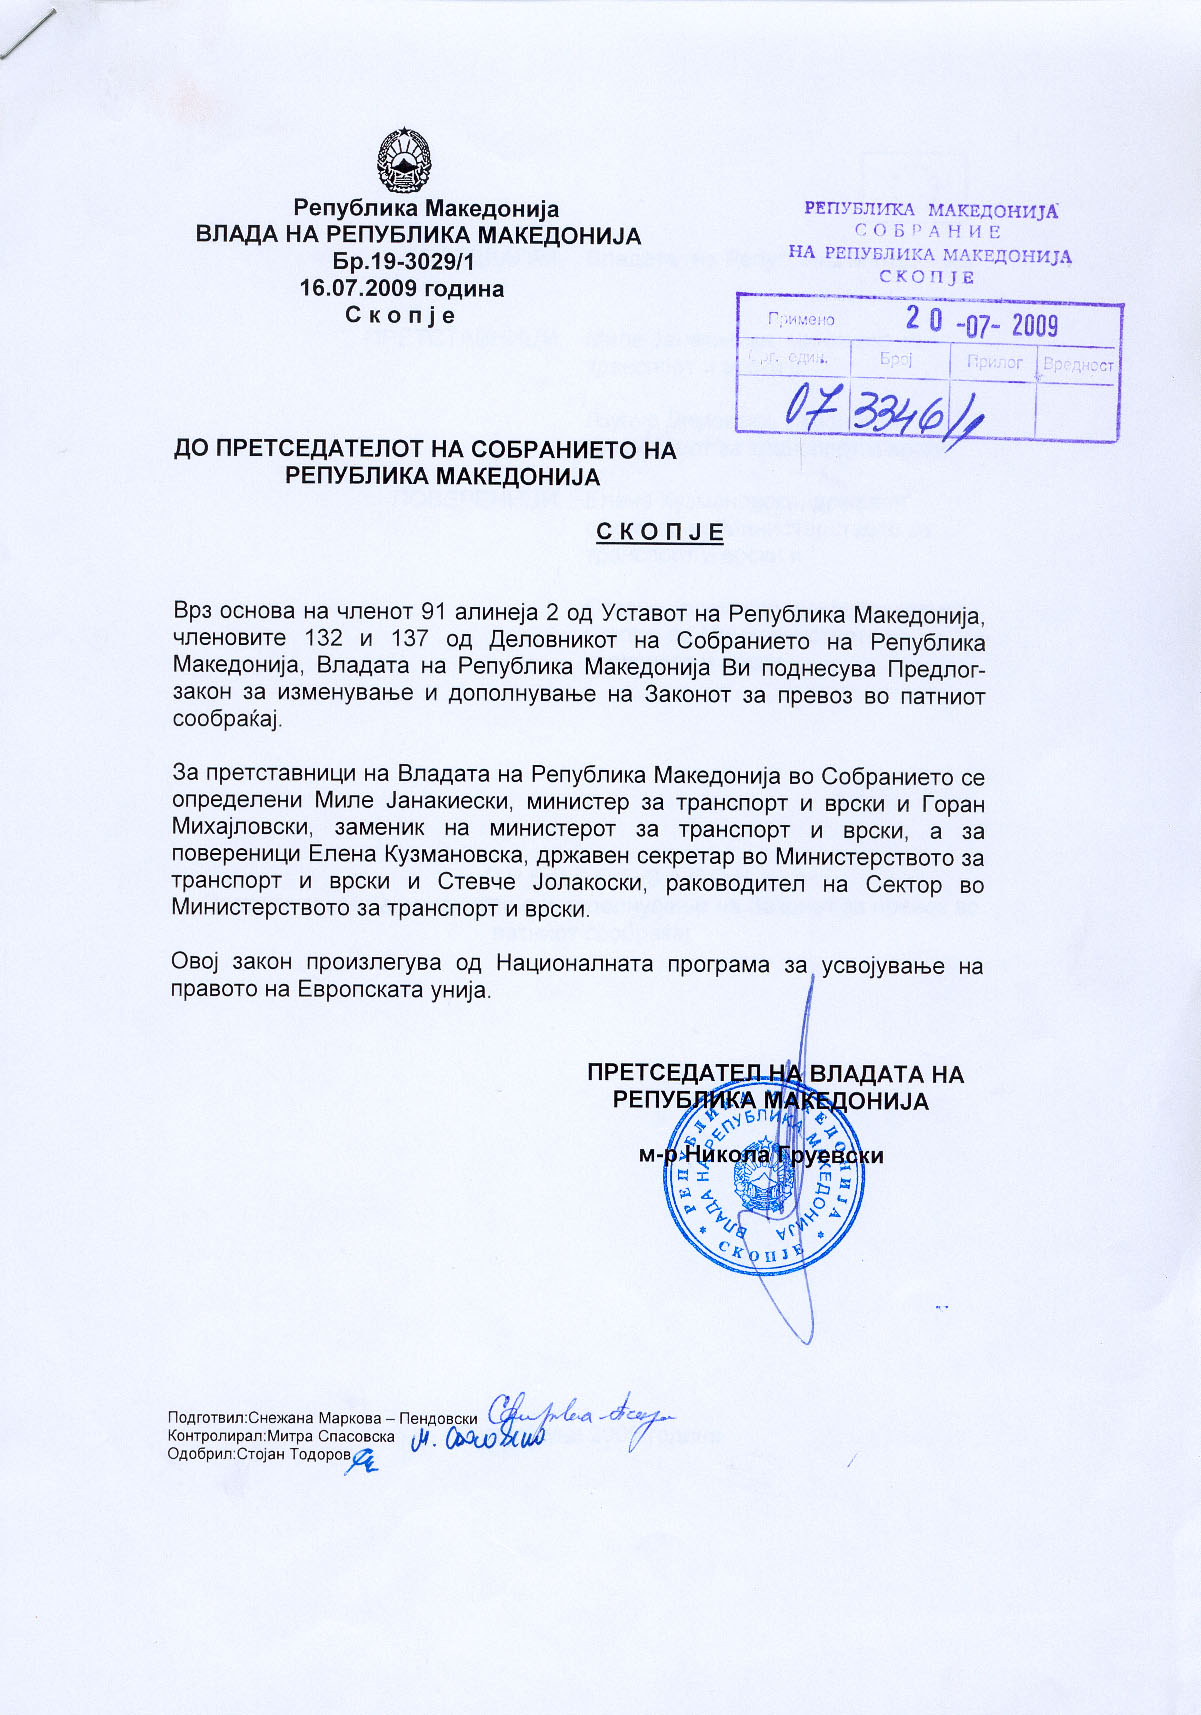 Република Македонија
ВЛАДА НА РЕПУБЛИКА МАКЕДОНИЈА
Бр.19-3029/1
16.07.2009 година
С к о п ј е
РЕПУБЛИКА МАКЕДОНИЈА
СОБРАНИЕ
НА РЕПУБЛИКА МАКЕДОНИЈА
СКОПЈЕ
Примено 20-07-2009
Орг. един. Број Прилог Вредност
07 3346/1
ДО ПРЕТСЕДАТЕЛОТ НА СОБРАНИЕТО НА
РЕПУБЛИКА МАКЕДОНИЈА
С К О П Ј Е
Врз основа на членот 91 алинеја 2 од Уставот на Република Македонија,
членовите 132 и 137 од Деловникот на Собранието на Република
Македонија, Владата на Република Македонија Ви поднесува Предлог-
закон за изменување и дополнување на Законот за превоз во патниот
сообраќај.
За претставници на Владата на Република Македонија во Собранието се
определени Миле Јанакиески, министер за транспорт и врски и Горан
Михајловски, заменик на министерот за транспорт и врски, а за
повереници Елена Кузмановска, државен секретар во Министерството за
транспорт и врски и Стевче Јолакоски, раководител на Сектор во
Министерството за транспорт и врски.
Овој закон произлегува од Националната програма за усвојување на
правото на Европската унија.
ПРЕТСЕДАТЕЛ НА ВЛАДАТА НА
РЕПУБЛИКА МАКЕДОНИЈА
м-р Никола Груевски
РЕПУБЛИКА МАКЕДОНИЈА
ВЛАДА НА РЕПУБЛИКА МАКЕДОНИЈА
* СКОПЈЕ *
Подготвил:Снежана Маркова – Пендовски
Контролирал:Митра Спасовска
Одобрил:Стојан Тодоров